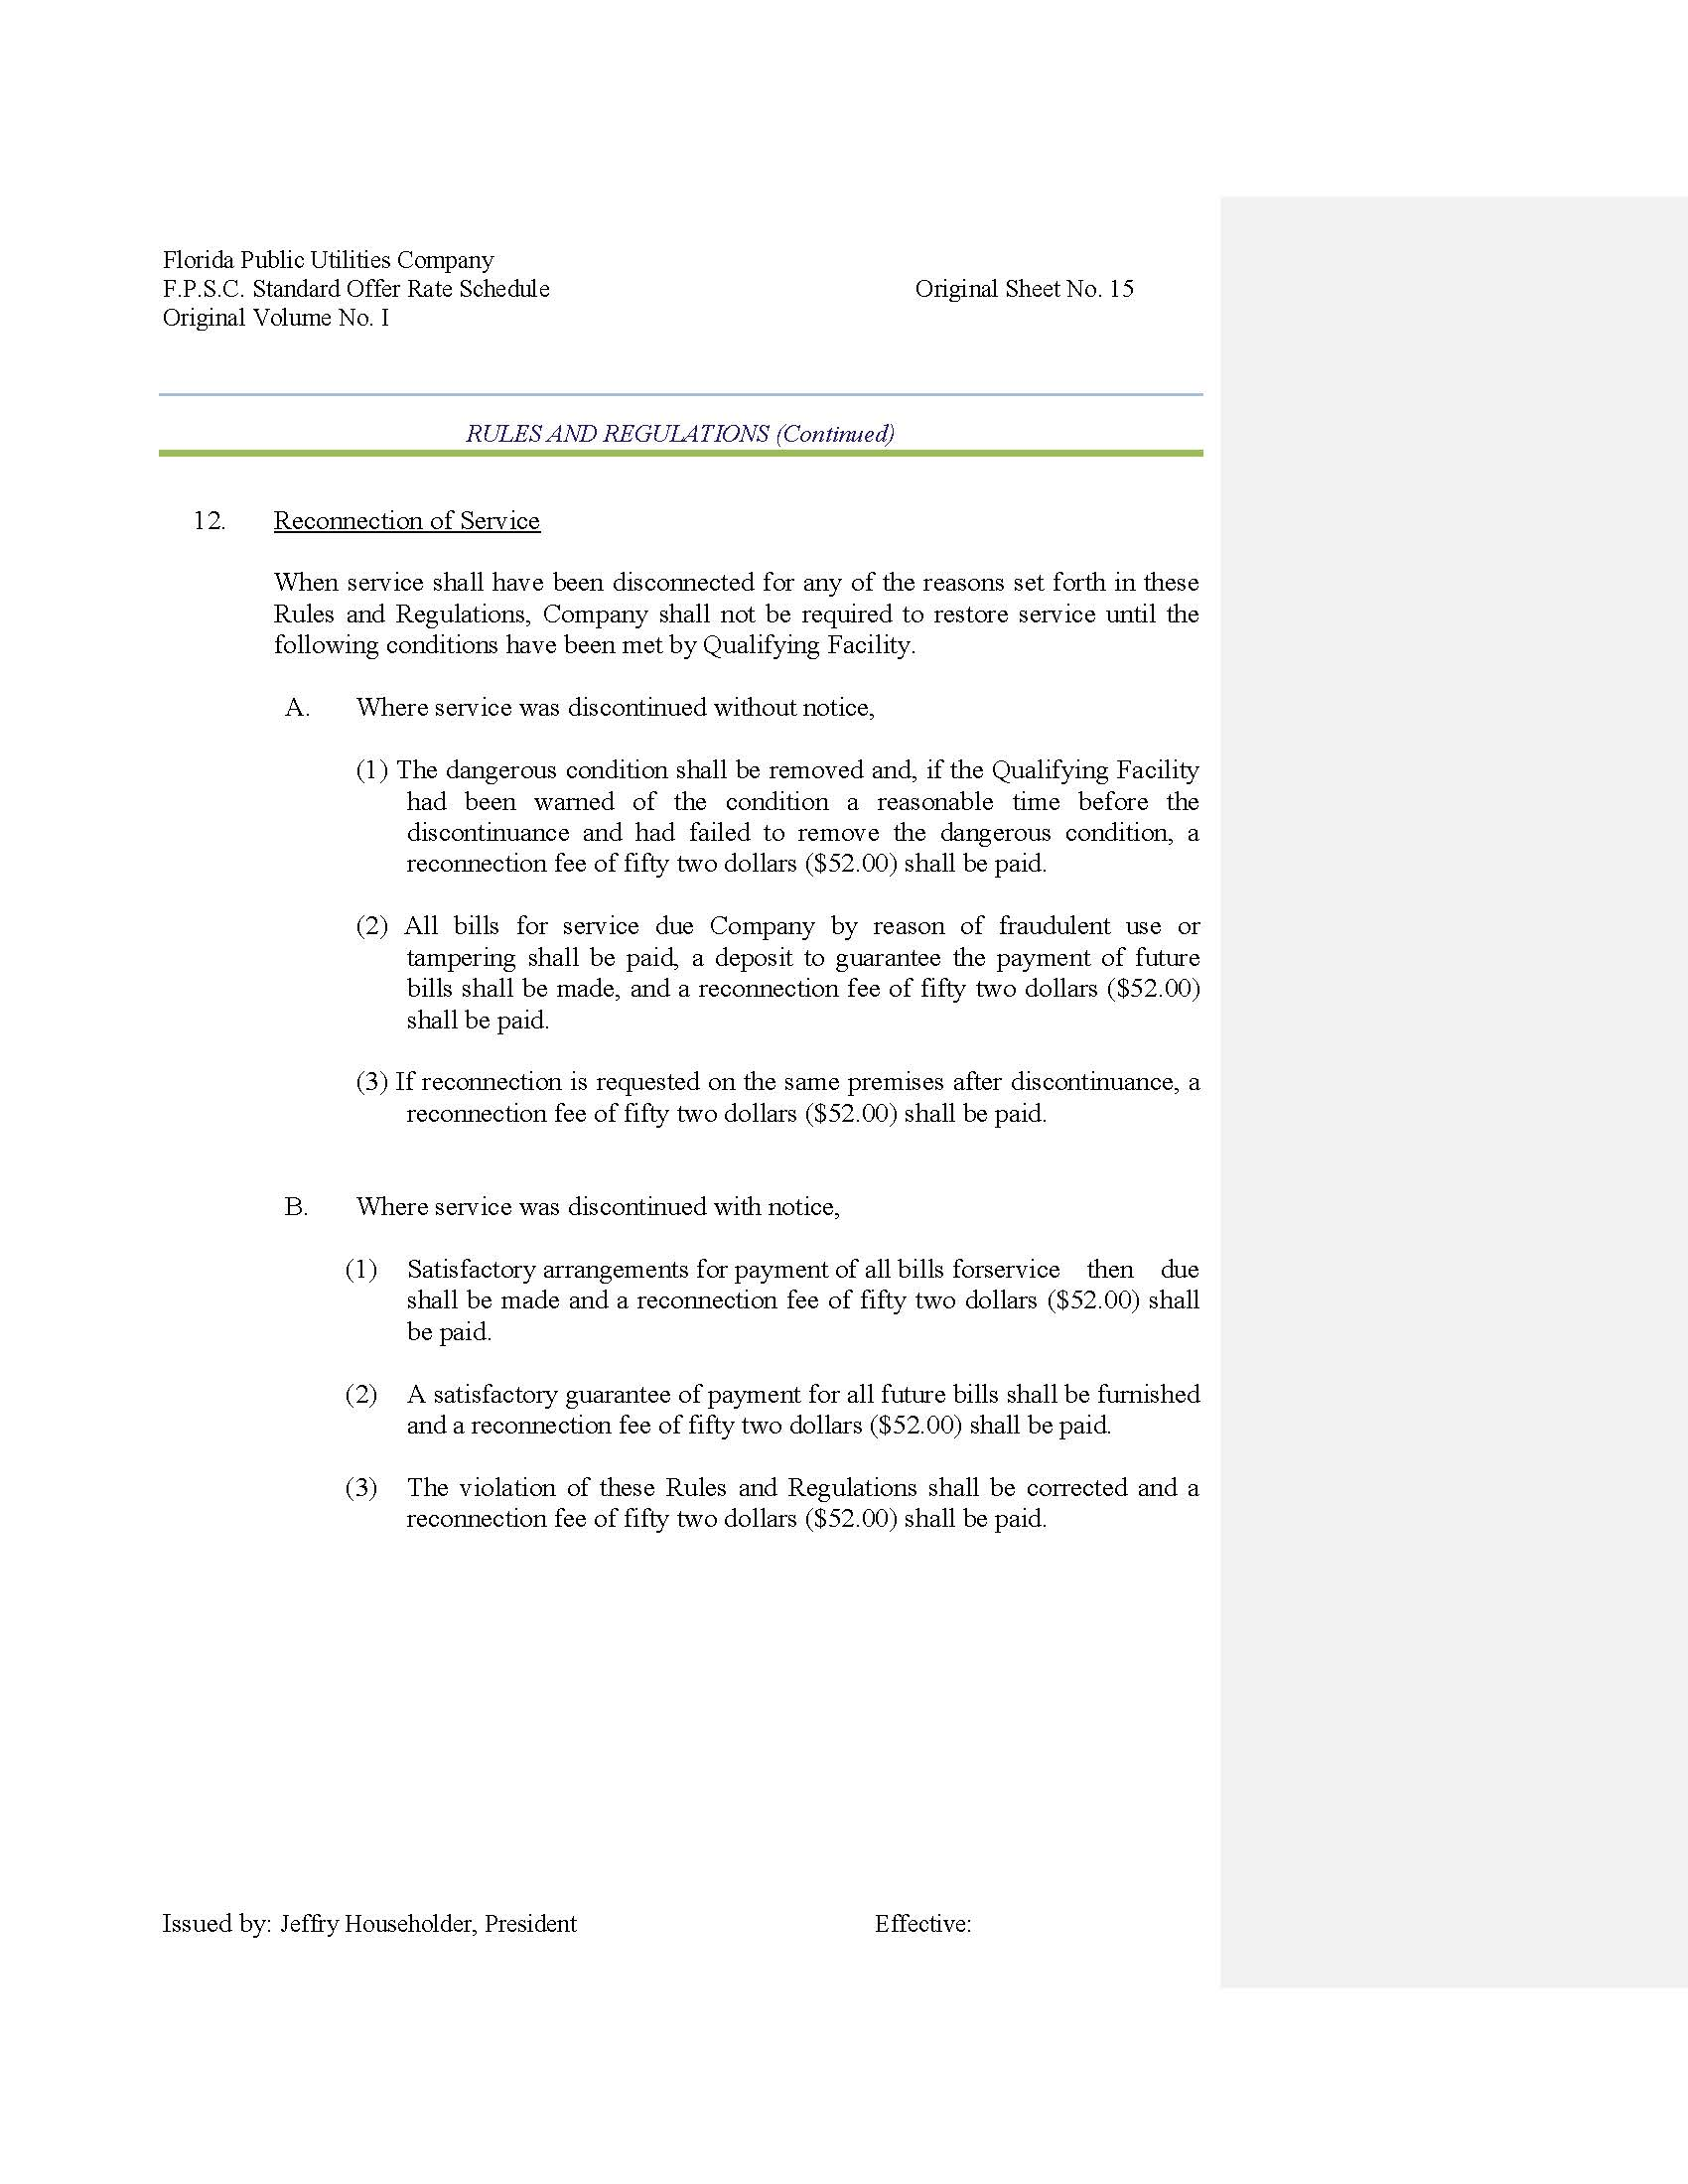 Florida Public Utilities Company
F.P.S.C. Standard Offer Rate Schedule Original Sheet No. 15
Original Volume No. I
RULES AND REGULATIONS (Continued)
12. Reconnection of Service
When service shall have been disconnected for any of the reasons set forth in these
Rules and Regulations, Company shall not be required to restore service until the
following conditions have been met by Qualifying Facility.
A. Where service was discontinued without notice,
(1) The dangerous condition shall be removed and, if the Qualifying Facility
had been warned of the condition a reasonable time before the
discontinuance and had failed to remove the dangerous condition, a
reconnection fee of fifty two dollars ($52.00) shall be paid.
(2) All bills for service due Company by reason of fraudulent use or
tampering shall be paid, a deposit to guarantee the payment of future
bills shall be made, and a reconnection fee of fifty two dollars ($52.00)
shall be paid.
(3) If reconnection is requested on the same premises after discontinuance, a
reconnection fee of fifty two dollars ($52.00) shall be paid.
B. Where service was discontinued with notice,
(1) Satisfactory arrangements for payment of all bills forservice then due
shall be made and a reconnection fee of fifty two dollars ($52.00) shall
be paid.
(2) A satisfactory guarantee of payment for all future bills shall be furnished
and a reconnection fee of fifty two dollars ($52.00) shall be paid.
(3) The violation of these Rules and Regulations shall be corrected and a
reconnection fee of fifty two dollars ($52.00) shall be paid.
Issued by: Jeffry Householder, President Effective: